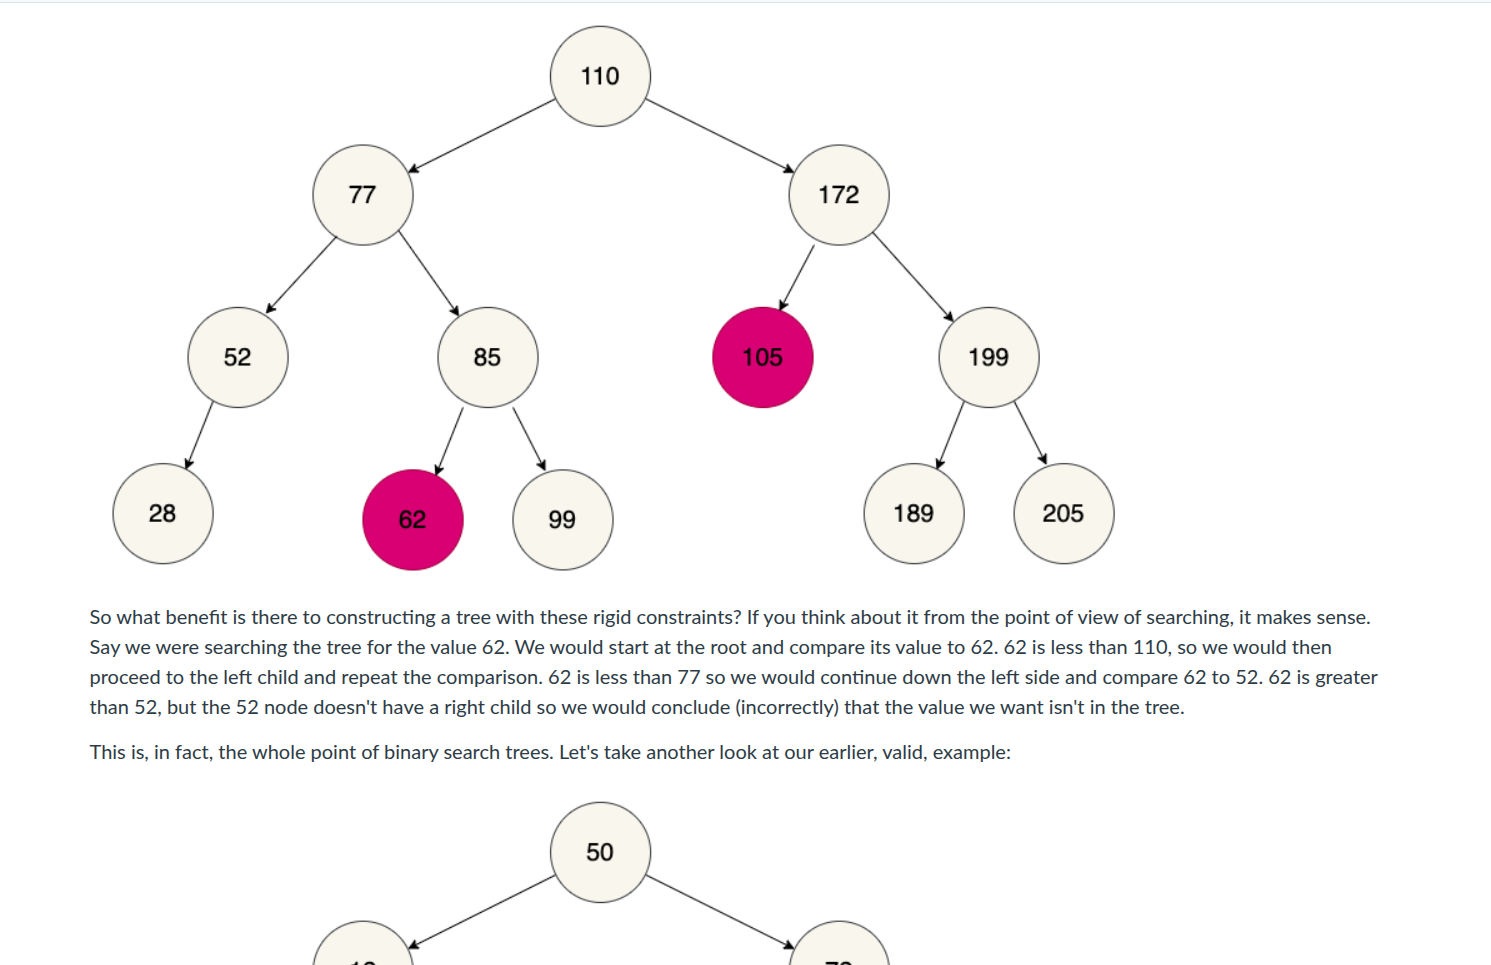 110
77
172
52
85
105
199
28
62
99
189
205
So what benefit is there to constructing a tree with these rigid constraints? If you think about it from the point of view of searching, it makes sense.
Say we were searching the tree for the value 62. We would start at the root and compare its value to 62. 62 is less than 110, so we would then
proceed to the left child and repeat the comparison. 62 is less than 77 so we would continue down the left side and compare 62 to 52. 62 is greater
than 52, but the 52 node doesn't have a right child so we would conclude (incorrectly) that the value we want isn't in the tree.
This is, in fact, the whole point of binary search trees. Let's take another look at our earlier, valid, example:
50